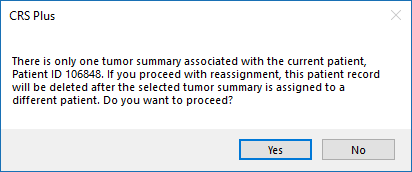 CRS Plus
There is only one tumor summary associated with the current patient,
Patient ID 106848. If you proceed with reassignment, this patient record
will be deleted after the selected tumor summary is assigned to a
different patient. Do you want to proceed?
Yes No